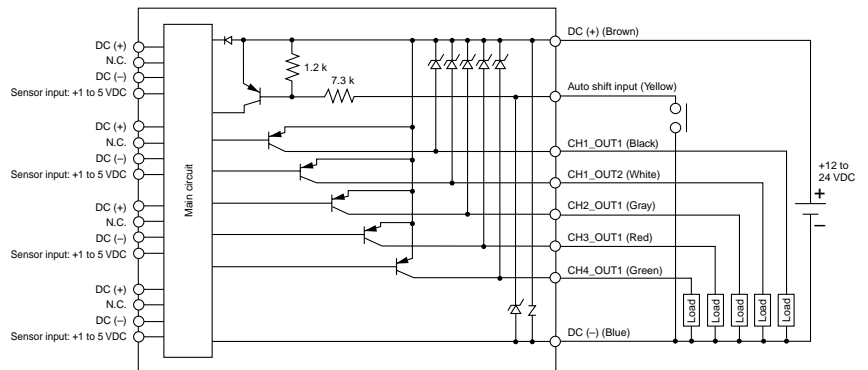 DC (+)
N.C.
DC (–)
Sensor input: +1 to 5 VDC
DC (+)
N.C.
DC (–)
Sensor input: +1 to 5 VDC
DC (+)
N.C.
DC (–)
Sensor input: +1 to 5 VDC
DC (+)
N.C.
DC (–)
Sensor input: +1 to 5 VDC
Main circuit
1.2 k
7.3 k
DC (+) (Brown)
Auto shift input (Yellow)
CH1_OUT1 (Black)
CH1_OUT2 (White)
CH2_OUT1 (Gray)
CH3_OUT1 (Red)
CH4_OUT1 (Green)
DC (–) (Blue)
Load
Load
Load
Load
Load
+12 to
24 VDC
+
–